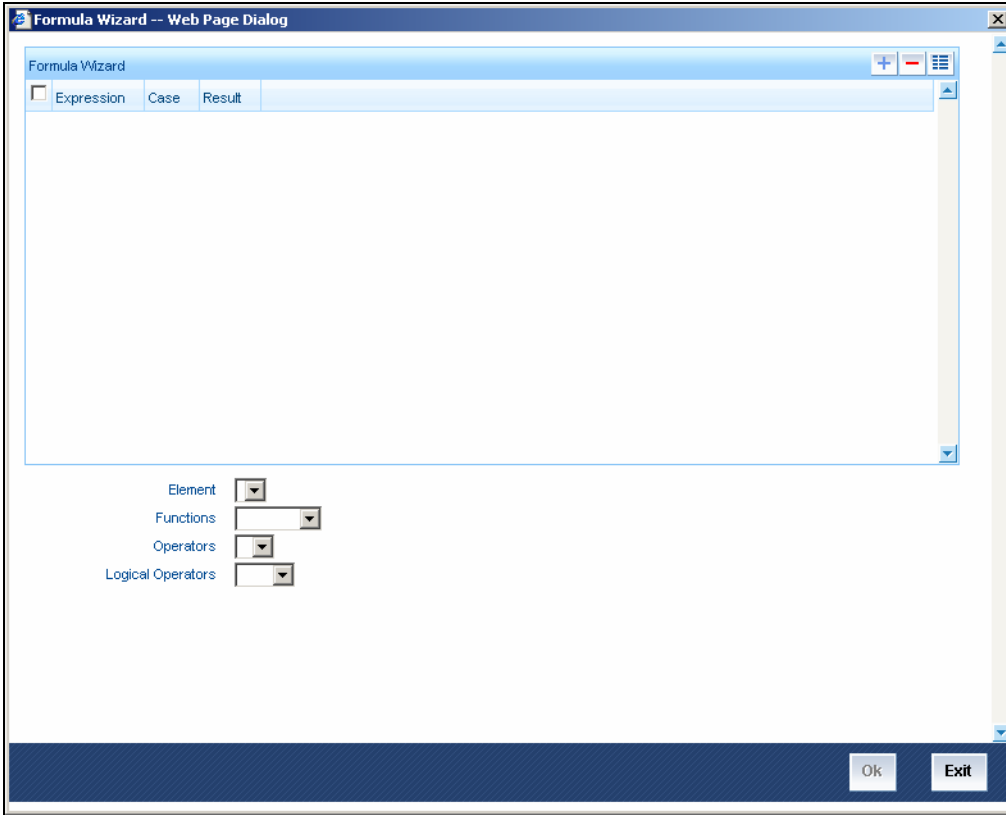 Formula Wizard -- Web Page Dialog
Formula Wizard
Expression Case Result
Element
Functions
Operators
Logical Operators
Ok Exit